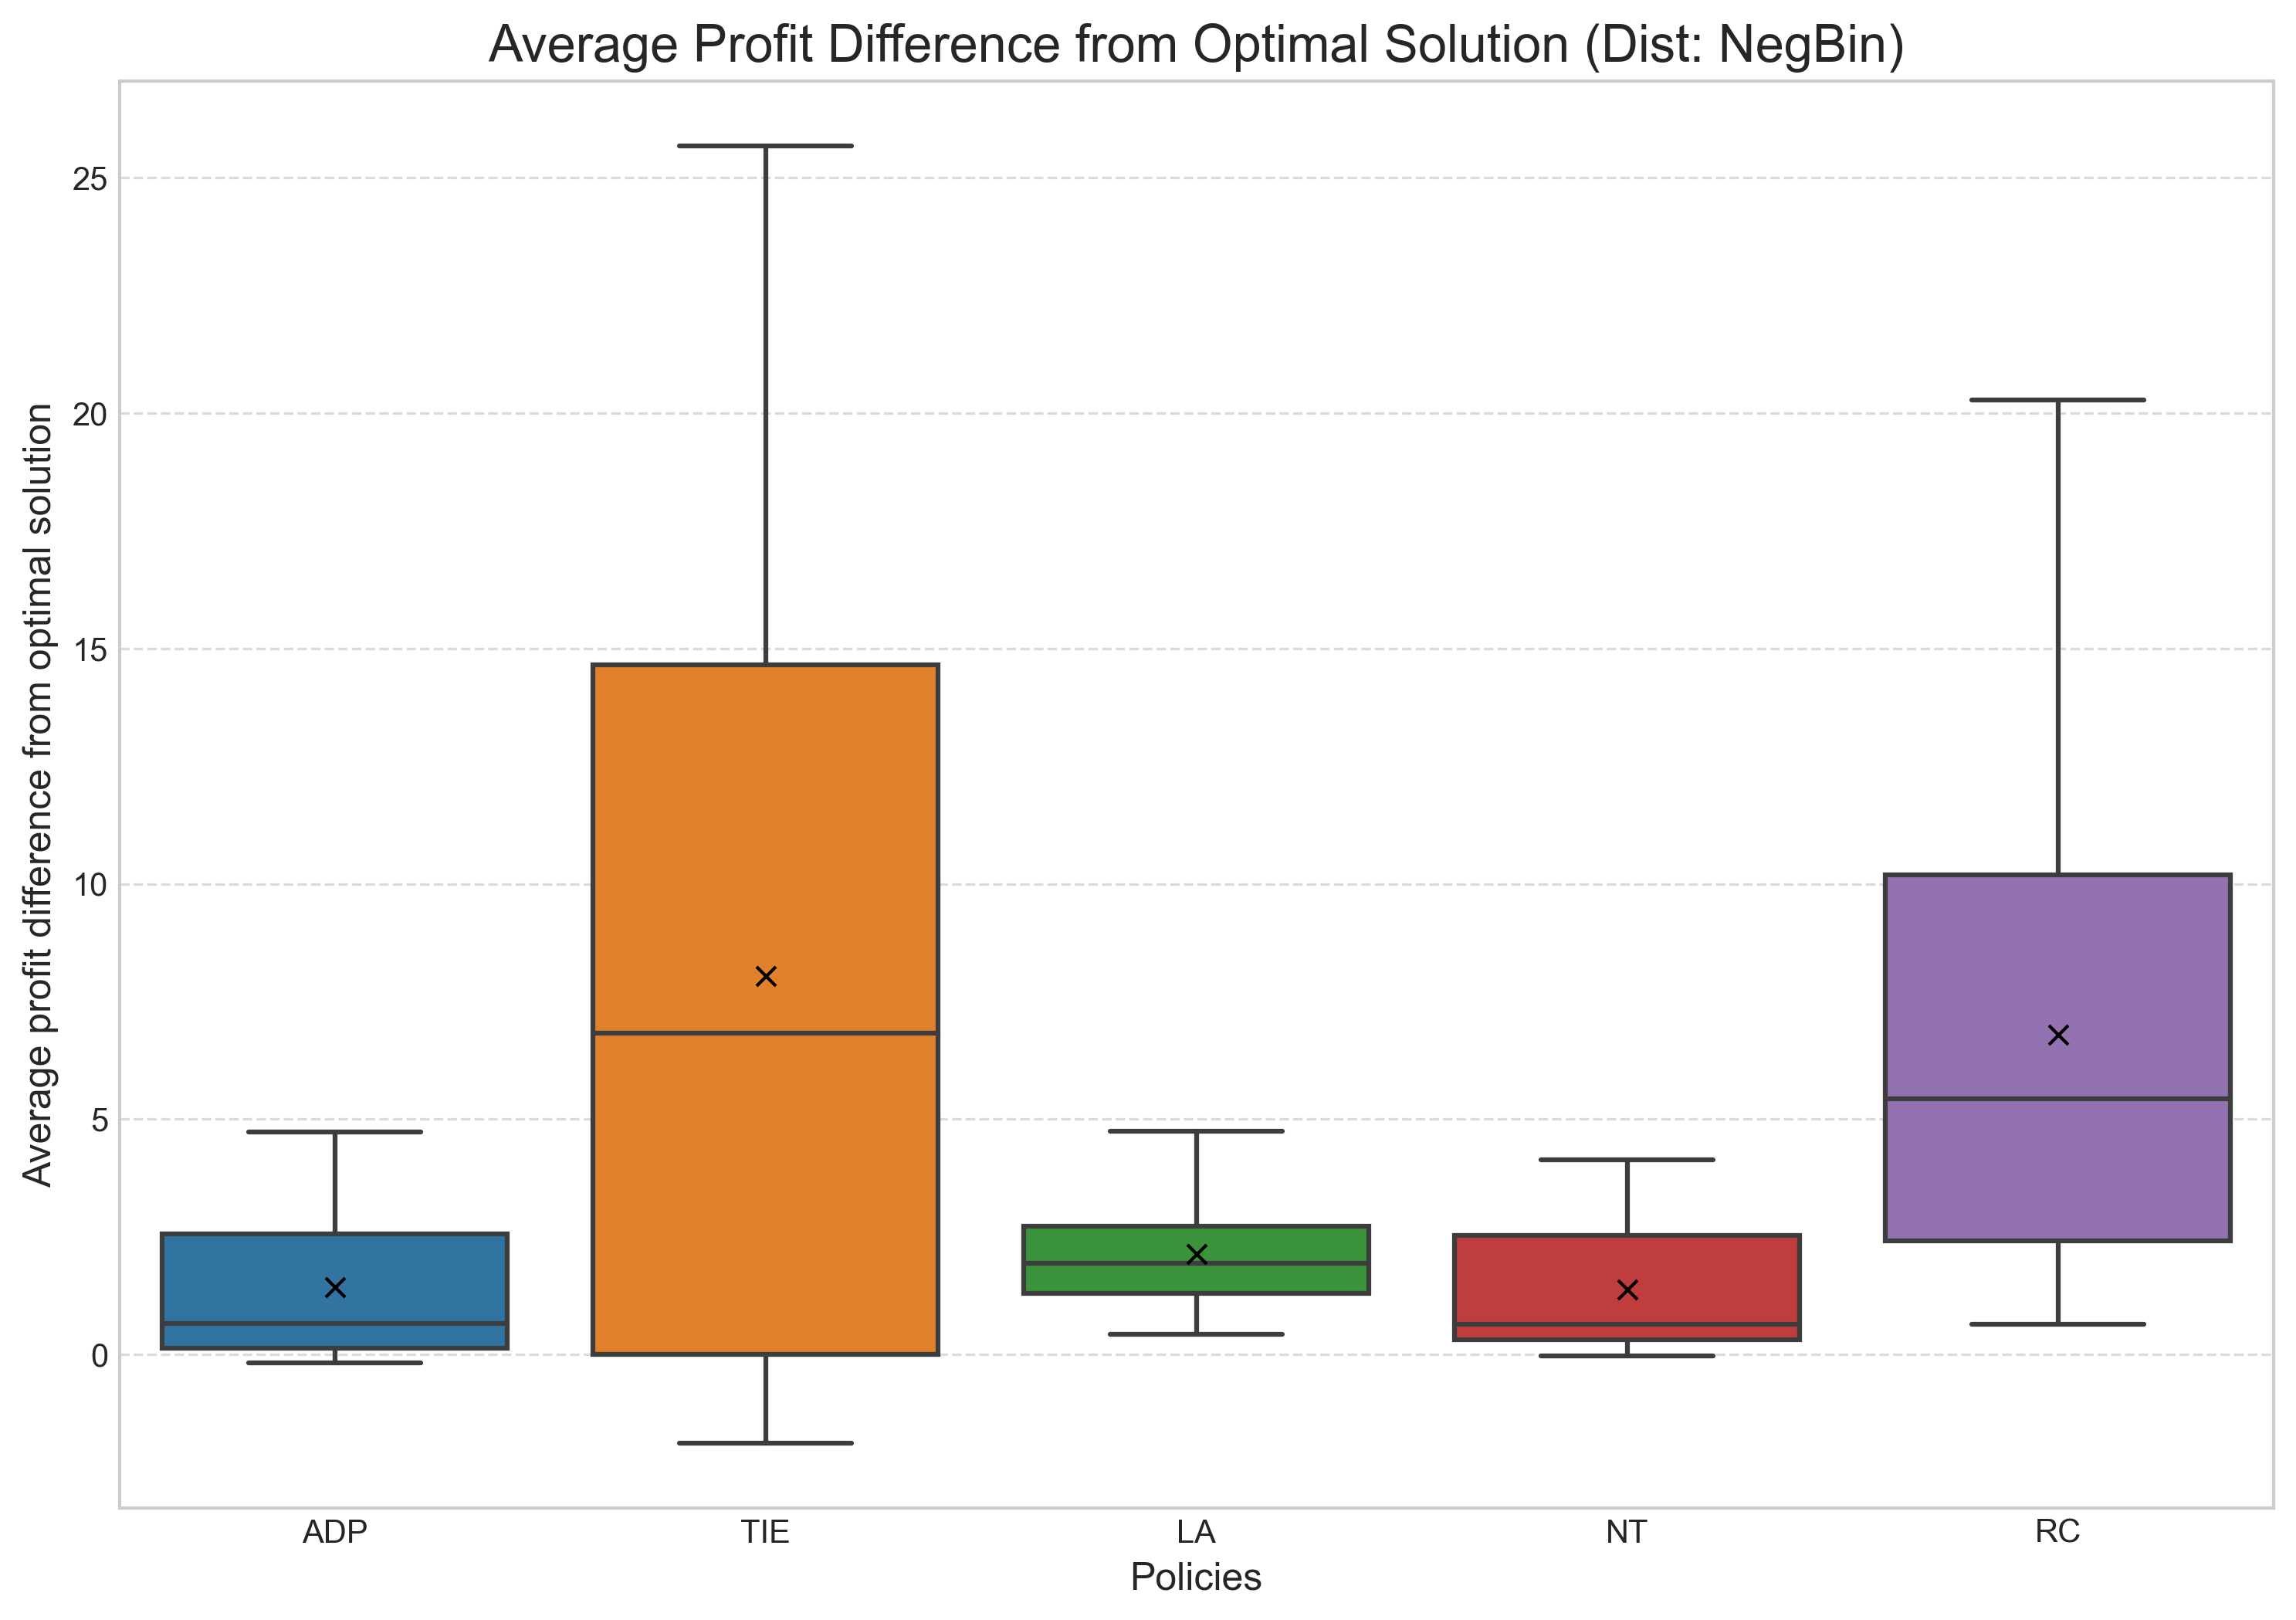 Average Profit Difference from Optimal Solution (Dist: NegBin)
Average profit difference from optimal solution
25
20
15
10
5
0
ADP TIE LA NT RC
Policies